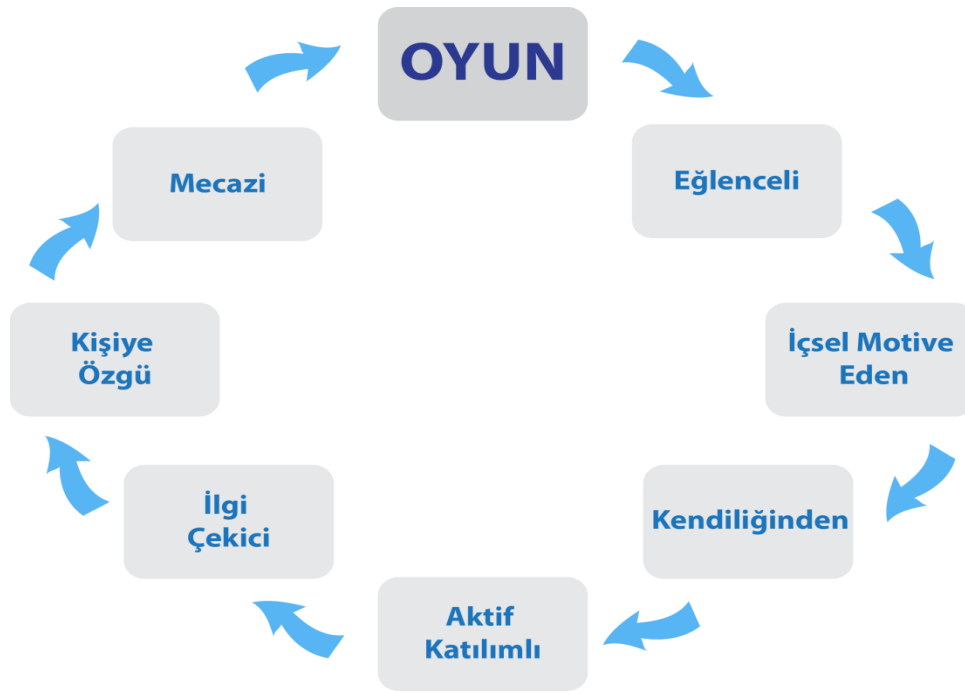 OYUN
Eğlenceli
İçsel Motive
Eden
Kendiliğinden
Aktif
Katılımlı
İlgi
Çekici
Kişiye
Özgü
Mecazi